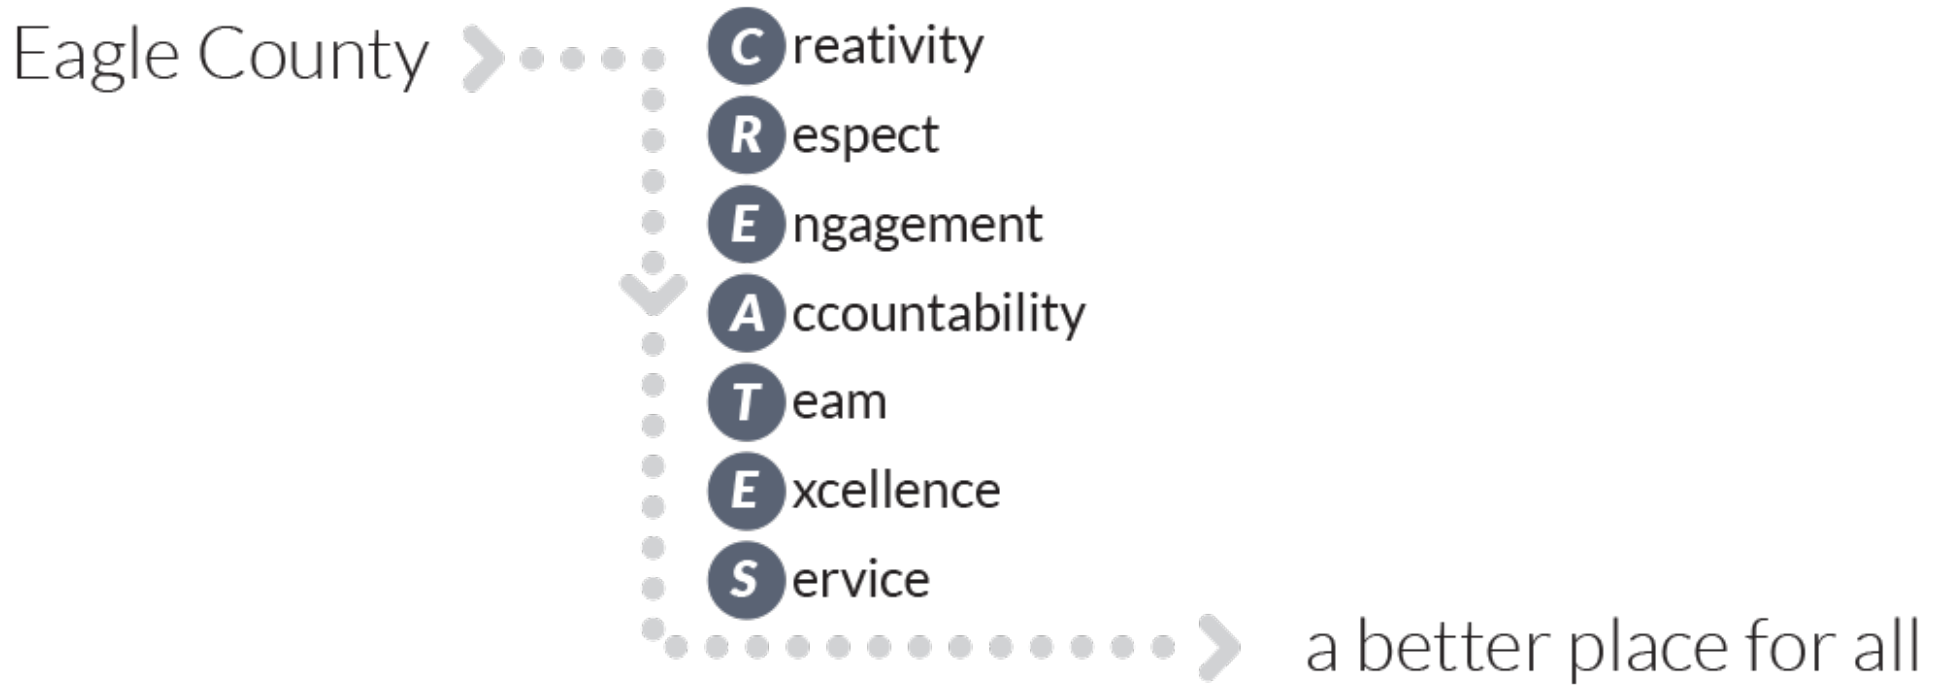 Eagle County
Creativity
Respect
Engagement
Accountability
Team
Excellence
Service
a better place for all